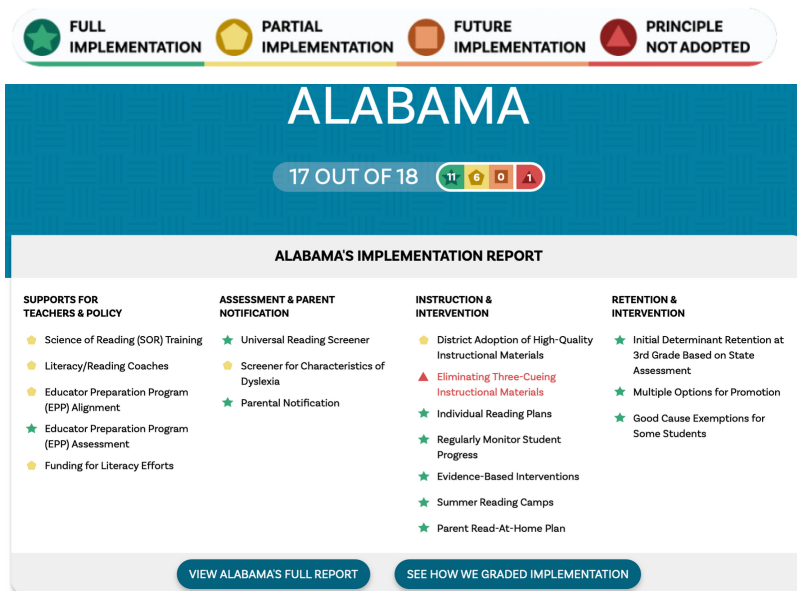 FULL
IMPLEMENTATION
PARTIAL
IMPLEMENTATION
FUTURE
IMPLEMENTATION
PRINCIPLE
NOT ADOPTED
ALABAMA
17 OUT OF 18
11
6
0
1
ALABAMA'S IMPLEMENTATION REPORT
SUPPORTS FOR
TEACHERS & POLICY
Science of Reading (SOR) Training
Literacy/Reading Coaches
Educator Preparation Program
(EPP) Alignment
Educator Preparation Program
(EPP) Assessment
Funding for Literacy Efforts
ASSESSMENT & PARENT
NOTIFICATION
Universal Reading Screener
Screener for Characteristics of
Dyslexia
Parental Notification
INSTRUCTION &
INTERVENTION
District Adoption of High-Quality
Instructional Materials
Eliminating Three-Cueing
Instructional Materials
Individual Reading Plans
Regularly Monitor Student
Progress
Evidence-Based Interventions
Summer Reading Camps
Parent Read-At-Home Plan
RETENTION &
INTERVENTION
Initial Determinant Retention at
3rd Grade Based on State
Assessment
Multiple Options for Promotion
Good Cause Exemptions for
Some Students
VIEW ALABAMA'S FULL REPORT
SEE HOW WE GRADED IMPLEMENTATION